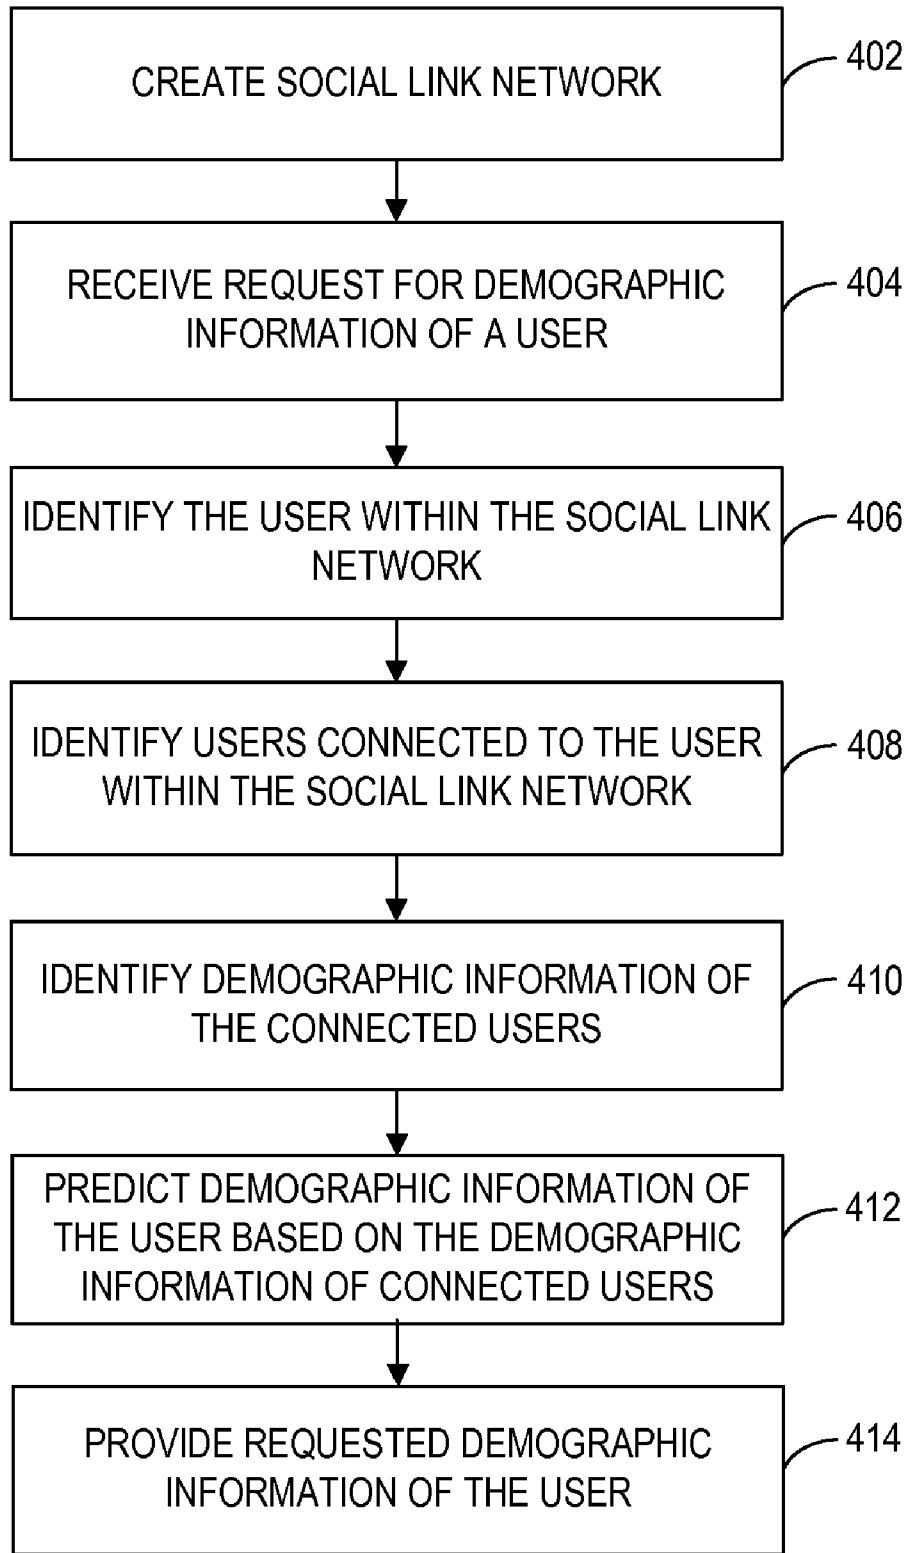 CREATE SOCIAL LINK NETWORK
402
RECEIVE REQUEST FOR DEMOGRAPHIC
INFORMATION OF A USER
404
IDENTIFY THE USER WITHIN THE SOCIAL LINK
NETWORK
406
IDENTIFY USERS CONNECTED TO THE USER
WITHIN THE SOCIAL LINK NETWORK
408
IDENTIFY DEMOGRAPHIC INFORMATION OF
THE CONNECTED USERS
410
PREDICT DEMOGRAPHIC INFORMATION OF
THE USER BASED ON THE DEMOGRAPHIC
INFORMATION OF CONNECTED USERS
412
PROVIDE REQUESTED DEMOGRAPHIC
INFORMATION OF THE USER
414